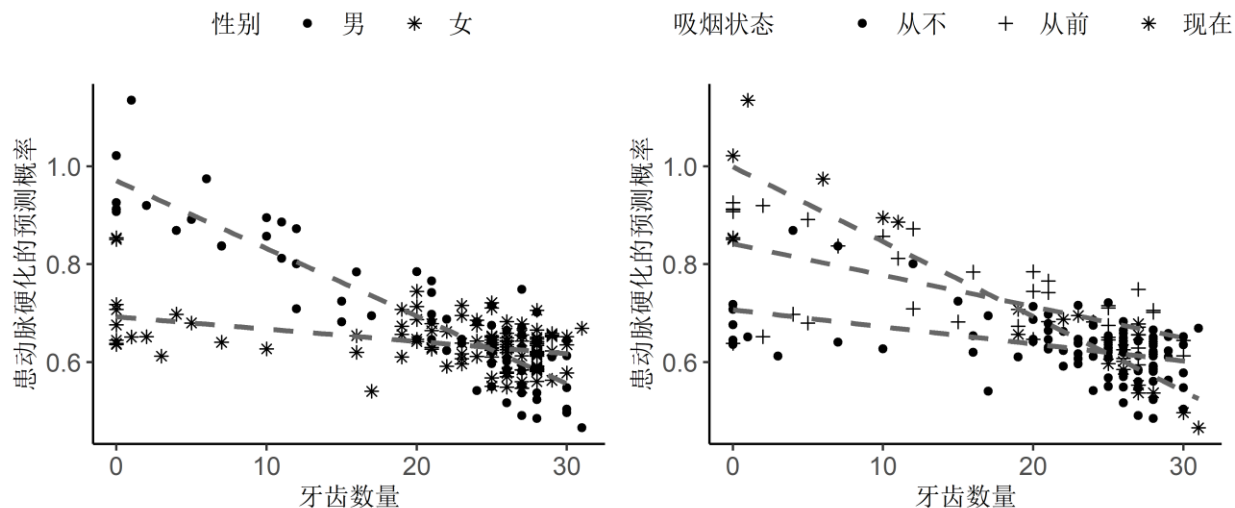 性别 男 女
患动脉硬化的预测概率
1.0
0.8
0.6
0 10 20 30
牙齿数量
吸烟状态 从不 从前 现在
患动脉硬化的预测概率
1.0
0.8
0.6
0 10 20 30
牙齿数量